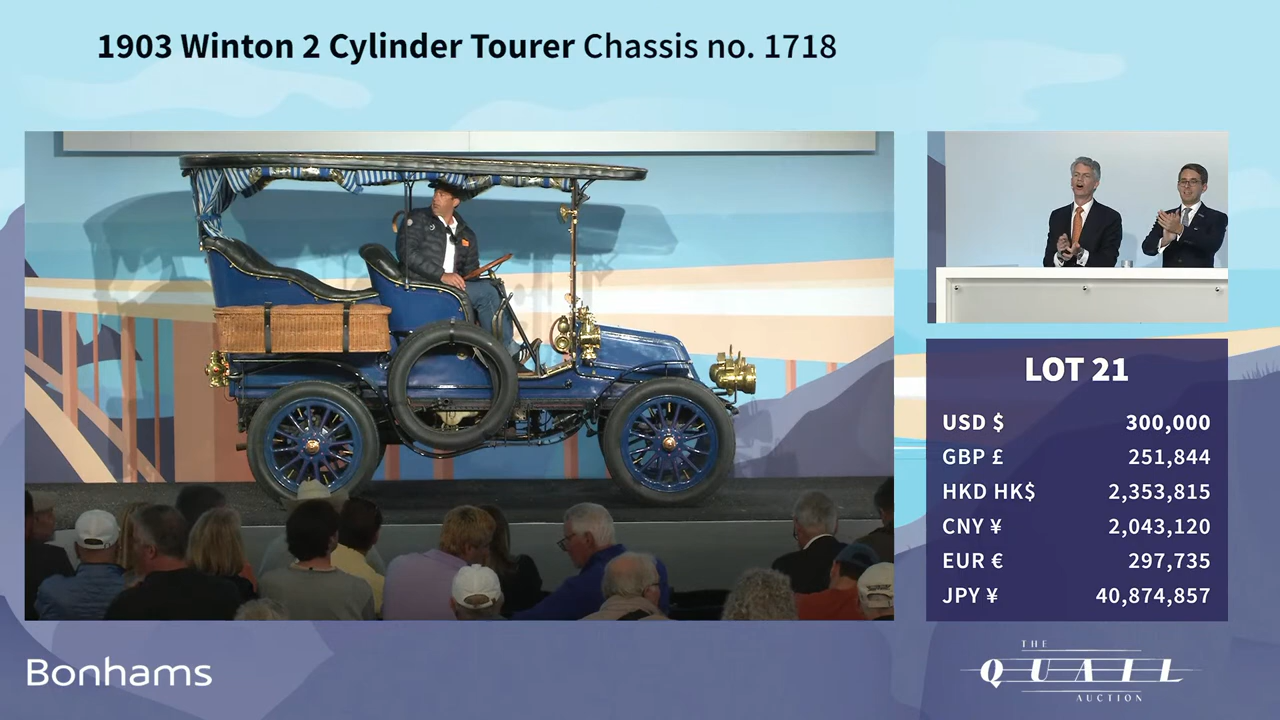 1903 Winton 2 Cylinder Tourer Chassis no. 1718
LOT 21
USD $ 300,000
GBP £ 251,844
HKD HK$ 2,353,815
CNY ¥ 2,043,120
EUR € 297,735
JPY ¥ 40,874,857
Bonhams
THE
QUAIL
AUCTION